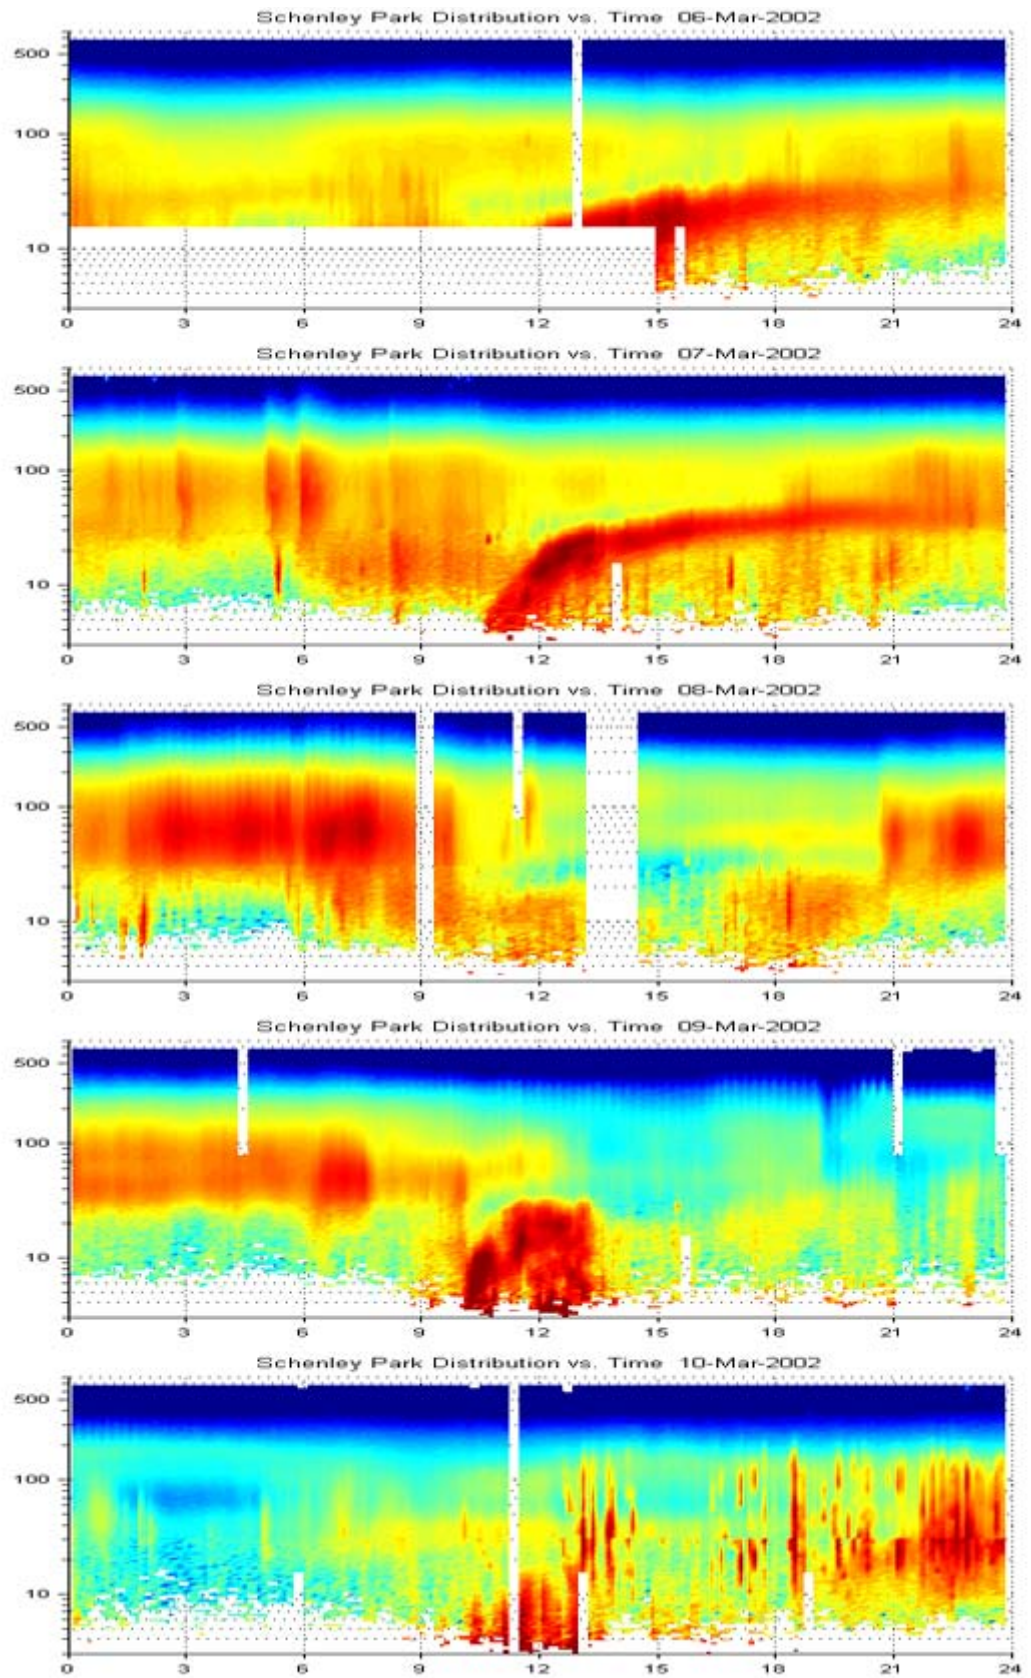 Schenley Park Distribution vs. Time 06-Mar-2002
500
100
10
0 3 6 9 12 15 18 21 24
Schenley Park Distribution vs. Time 07-Mar-2002
500
100
10
0 3 6 9 12 15 18 21 24
Schenley Park Distribution vs. Time 08-Mar-2002
500
100
10
0 3 6 9 12 15 18 21 24
Schenley Park Distribution vs. Time 09-Mar-2002
500
100
10
0 3 6 9 12 15 18 21 24
Schenley Park Distribution vs. Time 10-Mar-2002
500
100
10
0 3 6 9 12 15 18 21 24